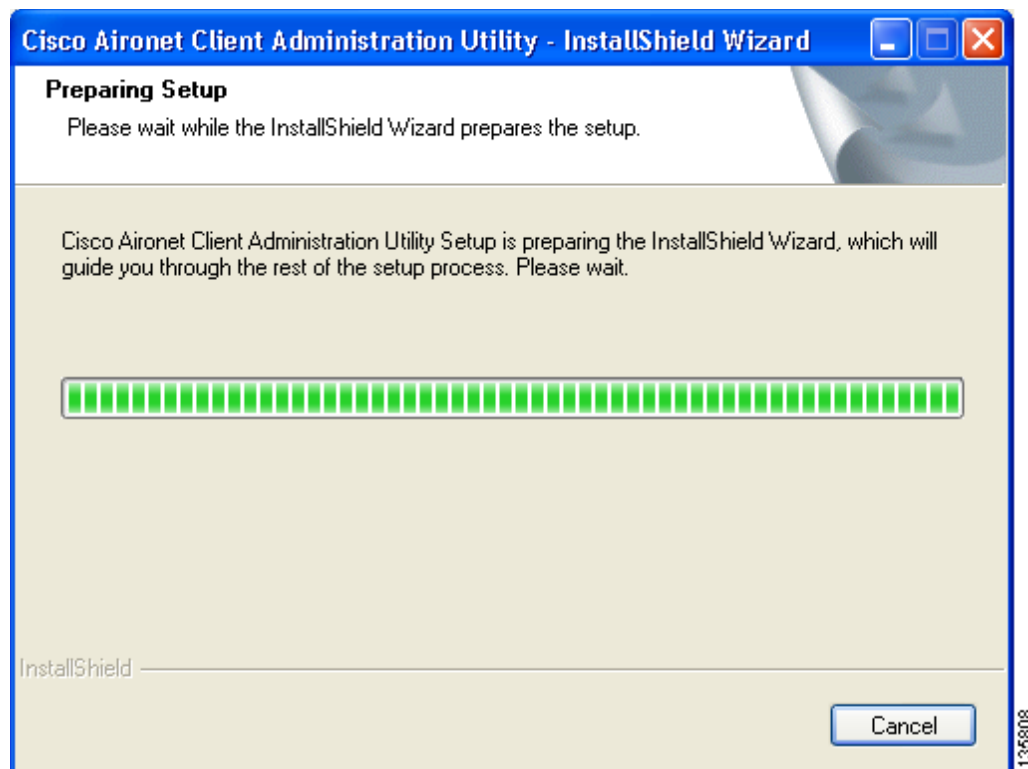 Cisco Aironet Client Administration Utility - InstallShield Wizard
Preparing Setup
Please wait while the InstallShield Wizard prepares the setup.
Cisco Aironet Client Administration Utility Setup is preparing the InstallShield Wizard, which will
guide you through the rest of the setup process. Please wait.
InstallShield
Cancel
135808